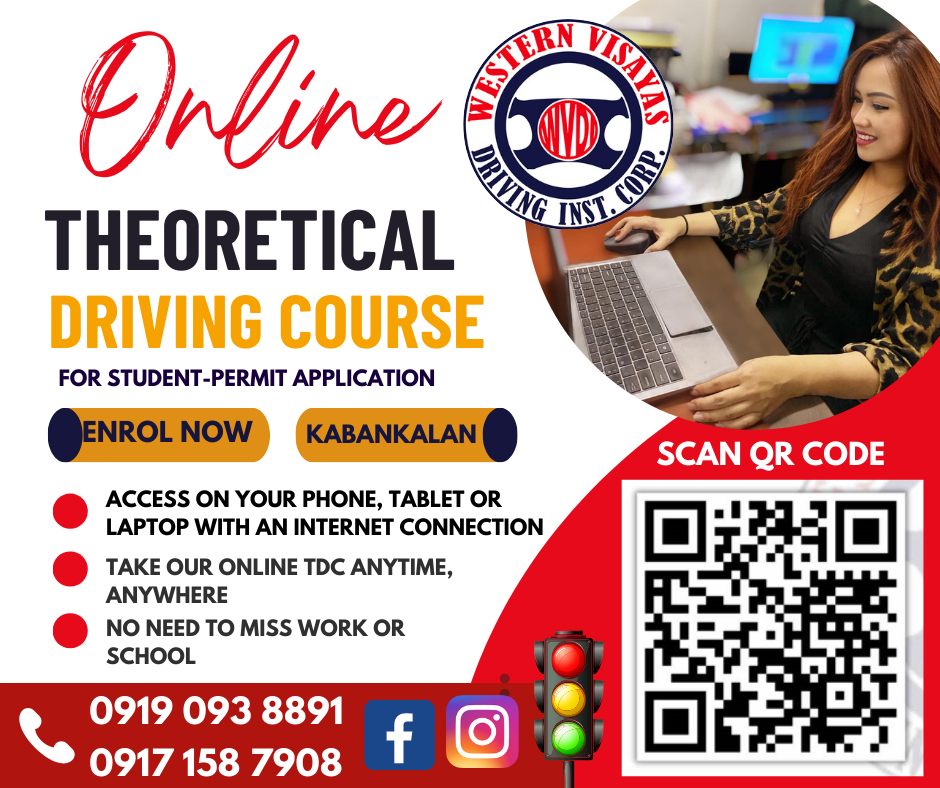 Online
WESTERN VISAYAS
WVDI
DRIVING INST. CORP.
THEORETICAL
DRIVING COURSE
FOR STUDENT-PERMIT APPLICATION
ENROL NOW
KABANKALAN
SCAN QR CODE
ACCESS ON YOUR PHONE, TABLET OR
LAPTOP WITH AN INTERNET CONNECTION
TAKE OUR ONLINE TDC ANYTIME,
ANYWHERE
NO NEED TO MISS WORK OR
SCHOOL
0919 093 8891
0917 158 7908